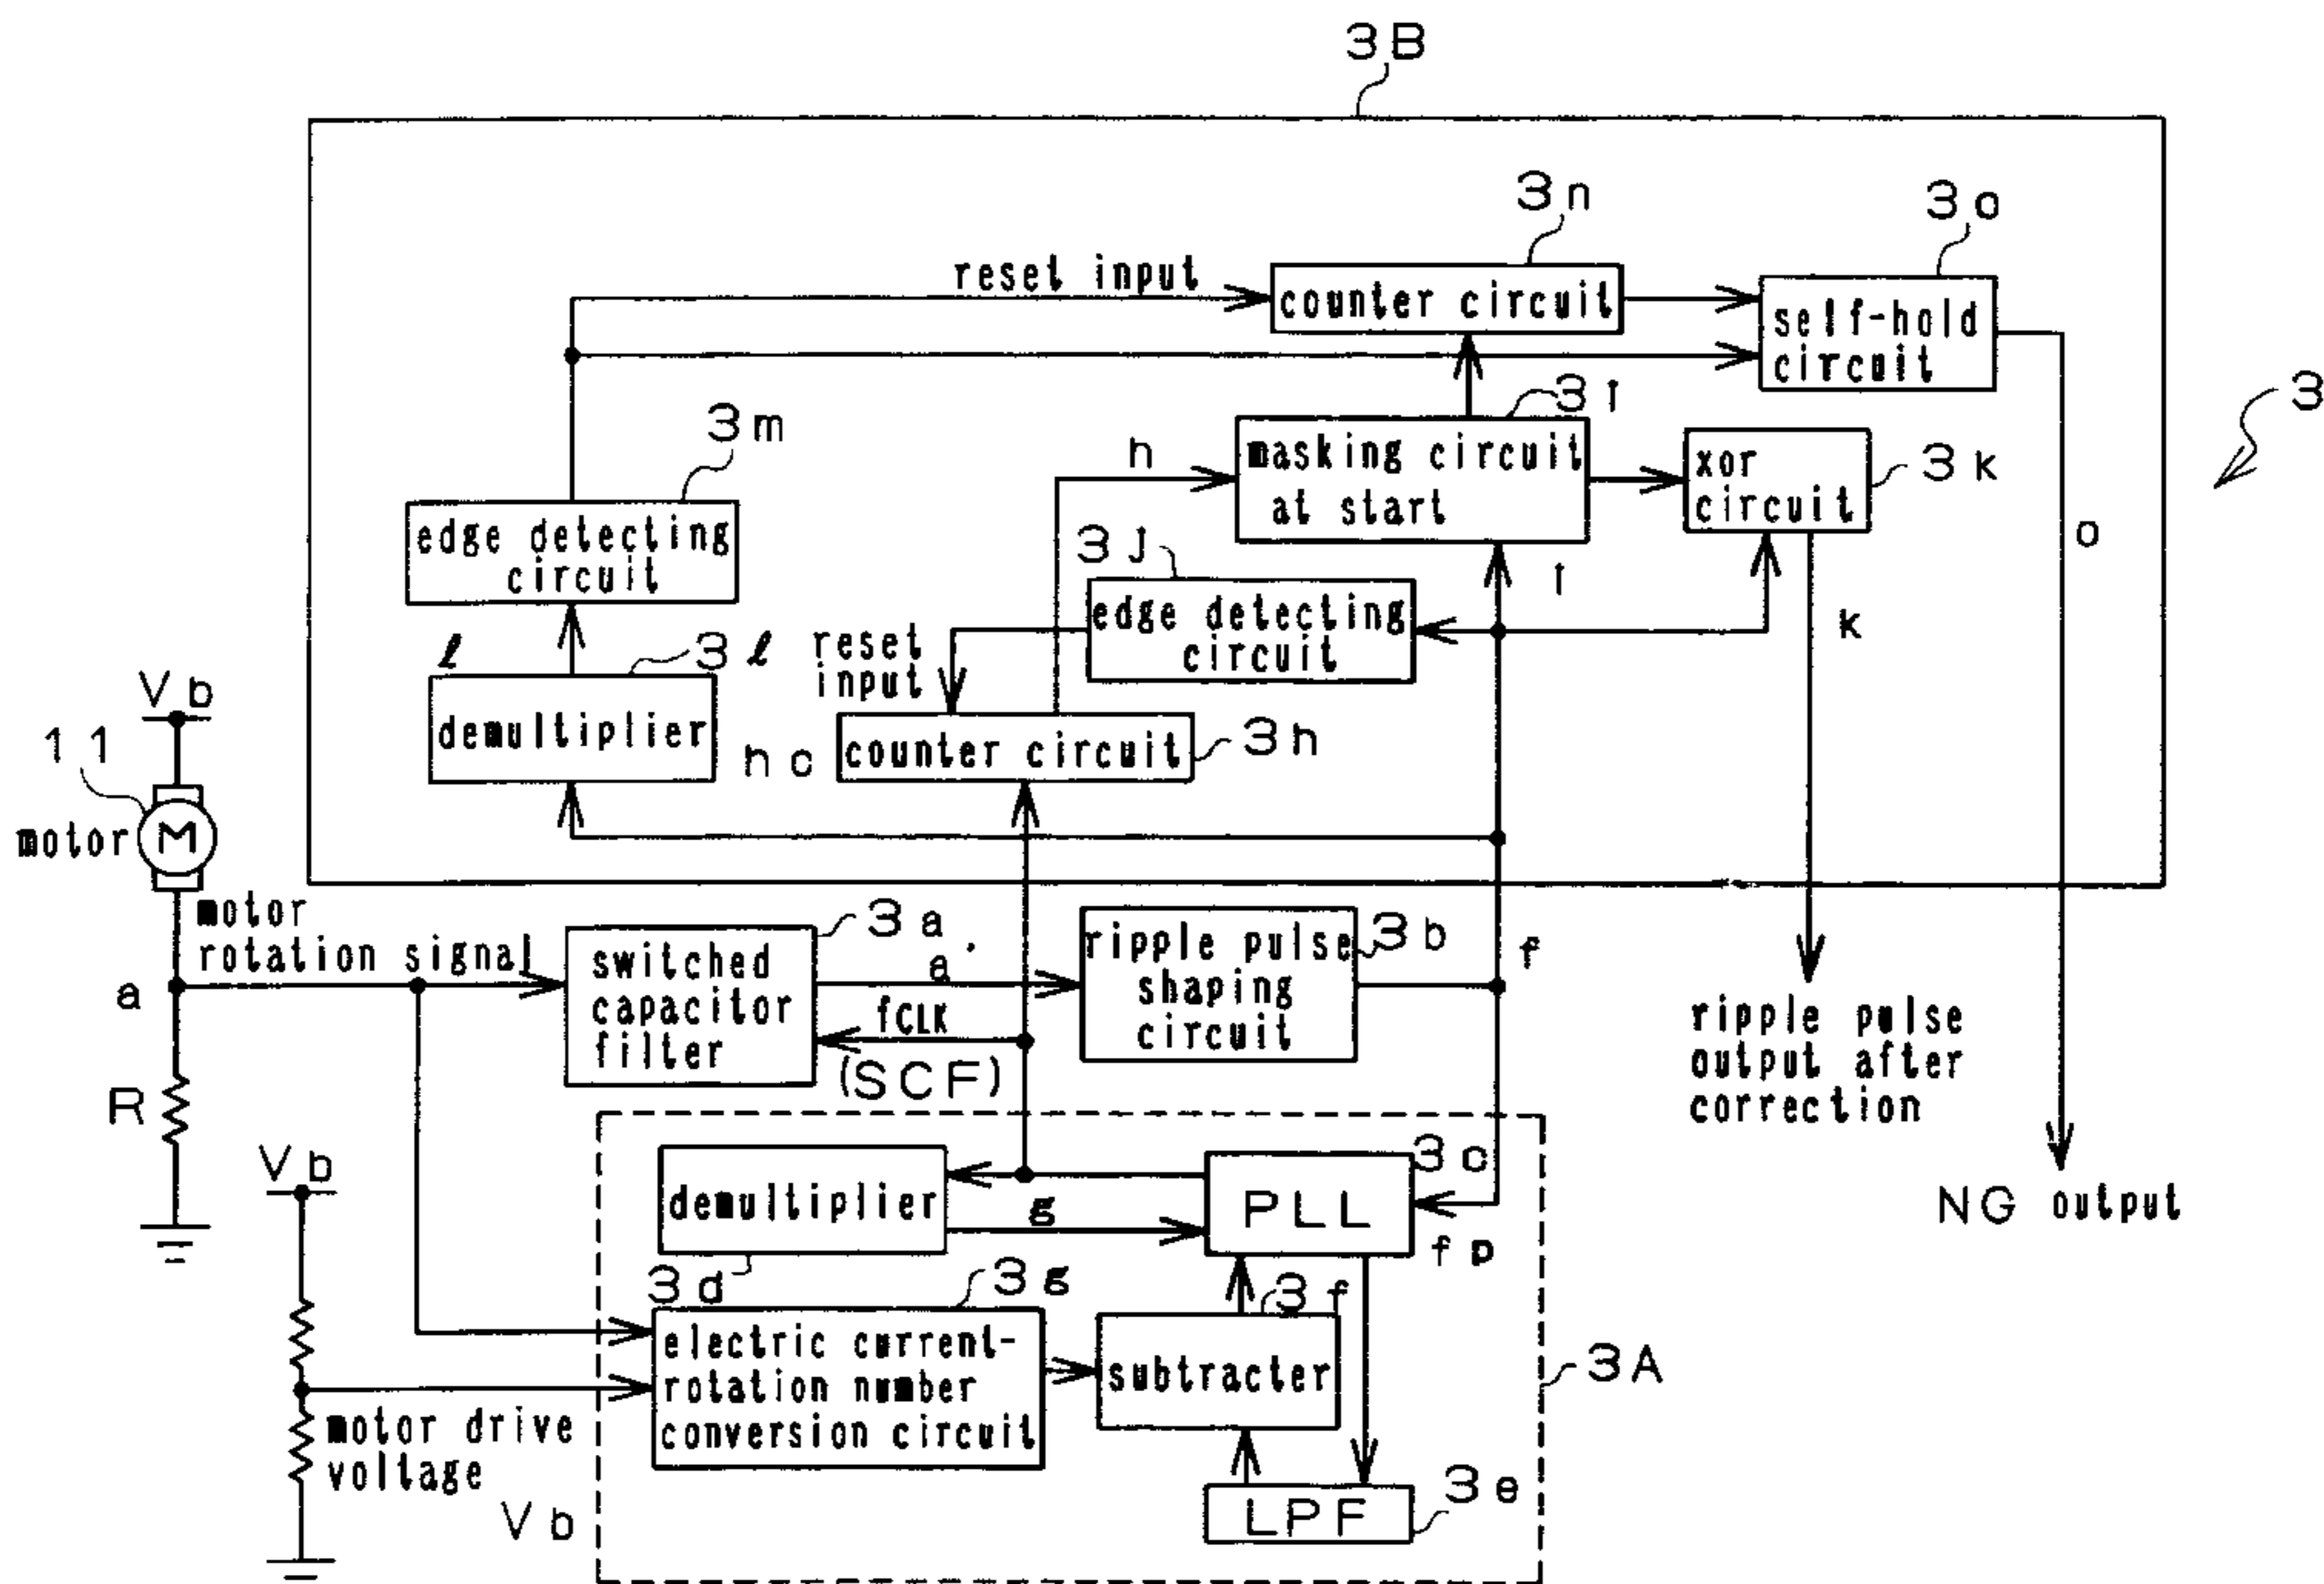 3B
3n
3o
reset input
counter circuit
self-hold
circuit
3i
3
3m
h
masking circuit
at start
xor
circuit
3k
o
edge detecting
circuit
3j
i
edge detecting
circuit
k
ℓ
3ℓ
reset
input
demultiplier
hc
counter circuit
3h
Vb
11
motor
M
motor
rotation signal
a
3a
switched
capacitor
filter
a'
fCLK
(SCF)
ripple pulse
shaping
circuit
3b
f
ripple pulse
output after
correction
NG output
R
Vb
demultiplier
3d
g
PLL
3c
fp
3g
electric current-
rotation number
conversion circuit
3f
subtracter
3A
motor drive
voltage
Vb
LPF
3e